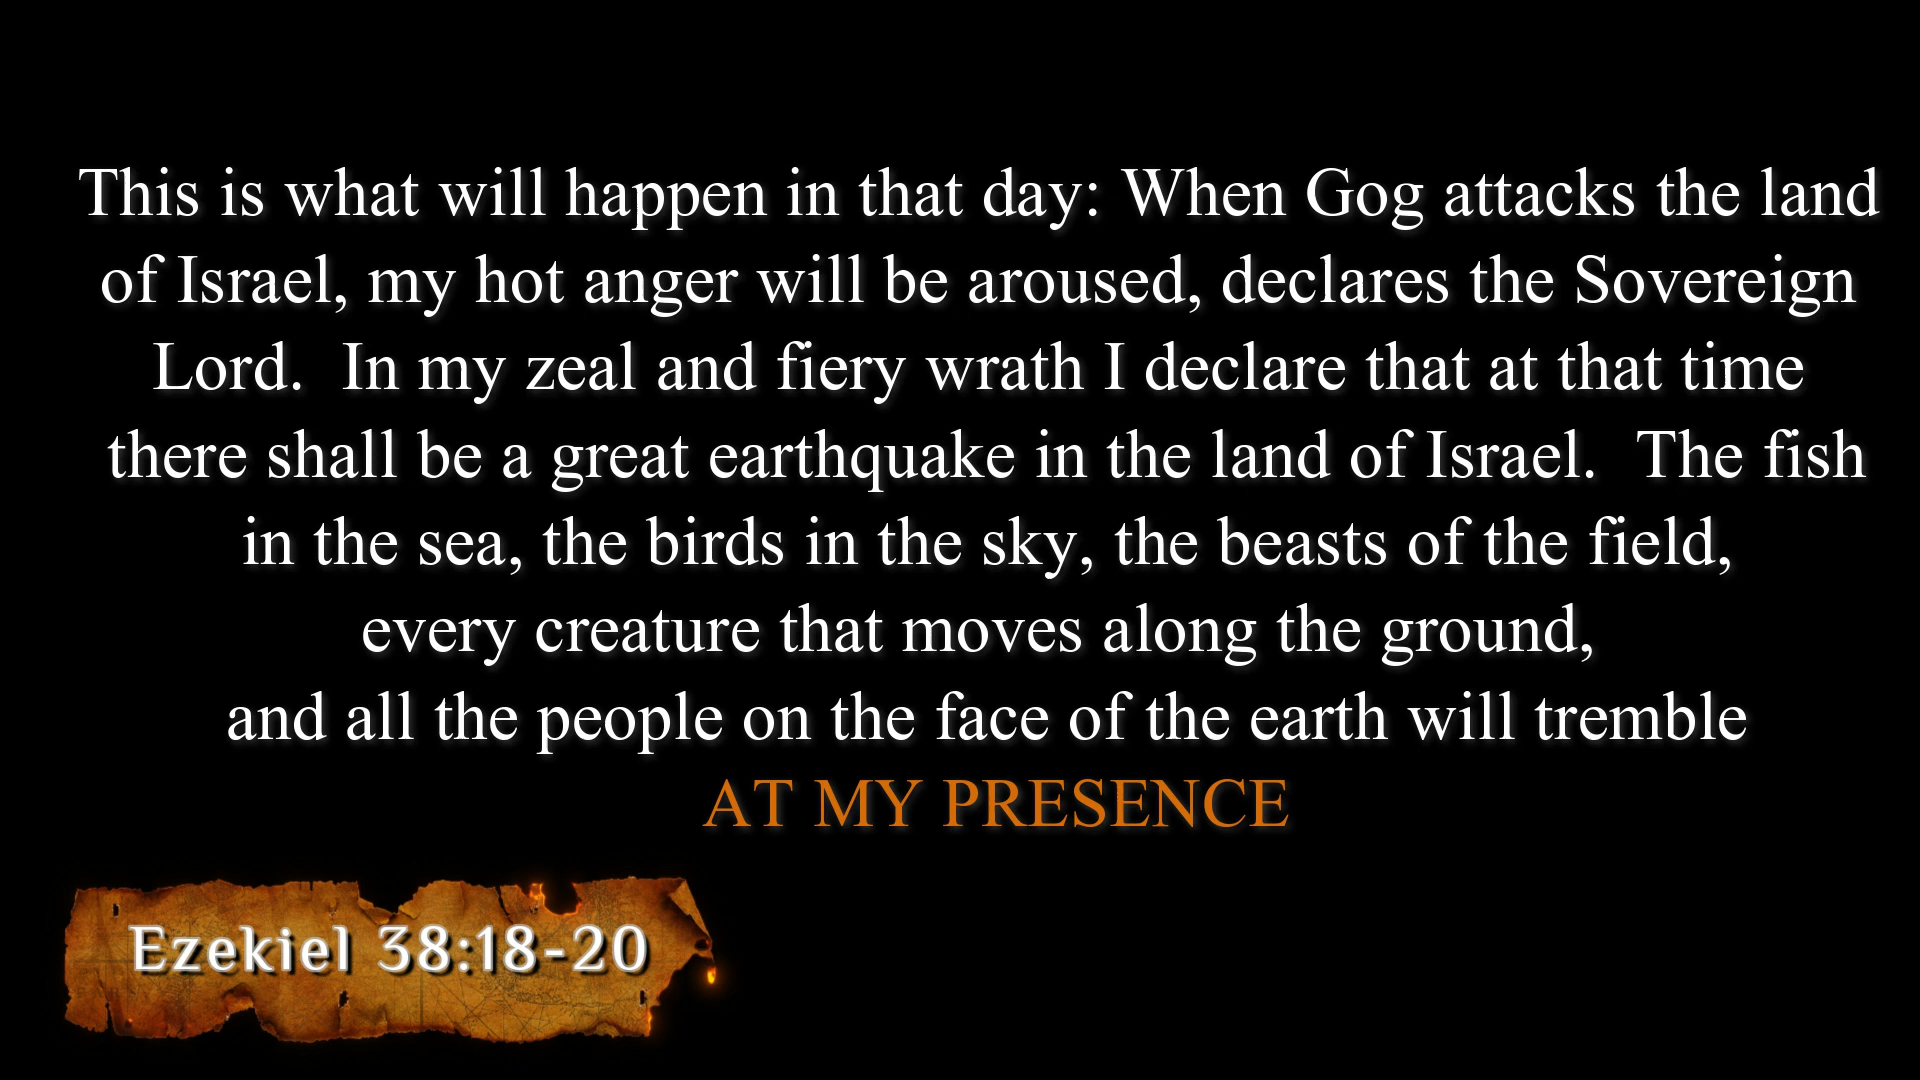 This is what will happen in that day: When Gog attacks the land
of Israel, my hot anger will be aroused, declares the Sovereign
Lord.  In my zeal and fiery wrath I declare that at that time
there shall be a great earthquake in the land of Israel.  The fish
in the sea, the birds in the sky, the beasts of the field,
every creature that moves along the ground,
and all the people on the face of the earth will tremble
AT MY PRESENCE
Ezekiel 38:18-20